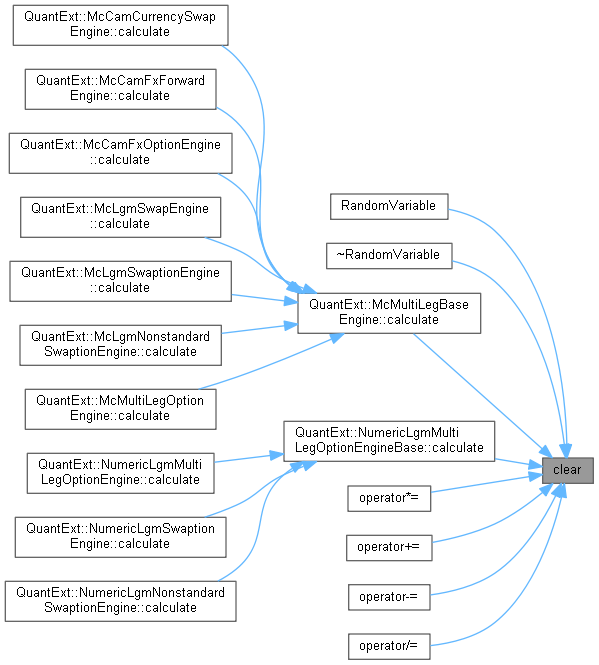 QuantExt::McCamCurrencySwap
Engine::calculate
QuantExt::McCamFxForward
Engine::calculate
QuantExt::McCamFxOptionEngine
::calculate
QuantExt::McLgmSwapEngine
::calculate
QuantExt::McLgmSwaptionEngine
::calculate
QuantExt::McLgmNonstandard
SwaptionEngine::calculate
QuantExt::McMultiLegOption
Engine::calculate
QuantExt::NumericLgmMulti
LegOptionEngine::calculate
QuantExt::NumericLgmSwaption
Engine::calculate
QuantExt::NumericLgmNonstandard
SwaptionEngine::calculate
RandomVariable
~RandomVariable
QuantExt::McMultiLegBase
Engine::calculate
QuantExt::NumericLgmMulti
LegOptionEngineBase::calculate
operator*=
operator+=
operator-=
operator/=
clear